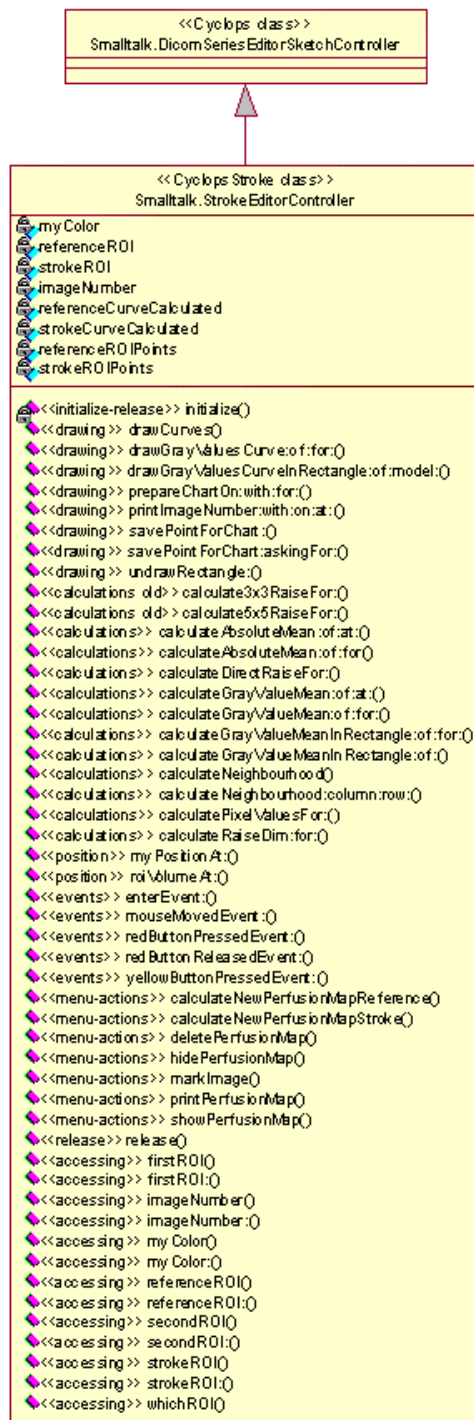 <<Cyclops class>>
Smalltalk.DicomSeriesEditorSketchController
<<CyclopsStroke class>>
Smalltalk.StrokeEditorController
myColor
referenceROI
strokeROI
imageNumber
referenceCurveCalculated
strokeCurveCalculated
referenceROIPoints
strokeROIPoints
<<initialize-release>> initialize()
<<drawing>> drawCurves()
<<drawing>> drawGrayValuesCurve:of:for:()
<<drawing>> drawGrayValuesCurveInRectangle:of:model:()
<<drawing>> prepareChartOn:with:for:()
<<drawing>> printImageNumber:with:on:at:()
<<drawing>> savePointForChart:()
<<drawing>> savePointForChart:askingFor:()
<<drawing>> undrawRectangle:()
<<calculations old>> calculate3x3RaiseFor:()
<<calculations old>> calculate5x5RaiseFor:()
<<calculations>> calculateAbsoluteMean:of:at:()
<<calculations>> calculateAbsoluteMean:of:for()
<<calculations>> calculateDirectRaiseFor:()
<<calculations>> calculateGrayValueMean:of:at:()
<<calculations>> calculateGrayValueMean:of:for:()
<<calculations>> calculateGrayValueMeanInRectangle:of:for:()
<<calculations>> calculateGrayValueMeanInRectangle:of:()
<<calculations>> calculateNeighbourhood()
<<calculations>> calculateNeighbourhood:column:row:()
<<calculations>> calculatePixelValuesFor:()
<<calculations>> calculateRaiseDim:for:()
<<position>> myPositionAt:()
<<position>> roiVolumeAt:()
<<events>> enterEvent:()
<<events>> mouseMovedEvent:()
<<events>> redButtonPressedEvent:()
<<events>> redButtonReleasedEvent:()
<<events>> yellowButtonPressedEvent:()
<<menu-actions>> calculateNewPerfusionMapReference()
<<menu-actions>> calculateNewPerfusionMapStroke()
<<menu-actions>> deletePerfusionMap()
<<menu-actions>> hidePerfusionMap()
<<menu-actions>> markImage()
<<menu-actions>> printPerfusionMap()
<<menu-actions>> showPerfusionMap()
<<release>> release()
<<accessing>> firstROI()
<<accessing>> firstROI:()
<<accessing>> imageNumber()
<<accessing>> imageNumber:()
<<accessing>> myColor()
<<accessing>> myColor:()
<<accessing>> referenceROI()
<<accessing>> referenceROI:()
<<accessing>> secondROI()
<<accessing>> secondROI:()
<<accessing>> strokeROI()
<<accessing>> strokeROI:()
<<accessing>> whichROI()